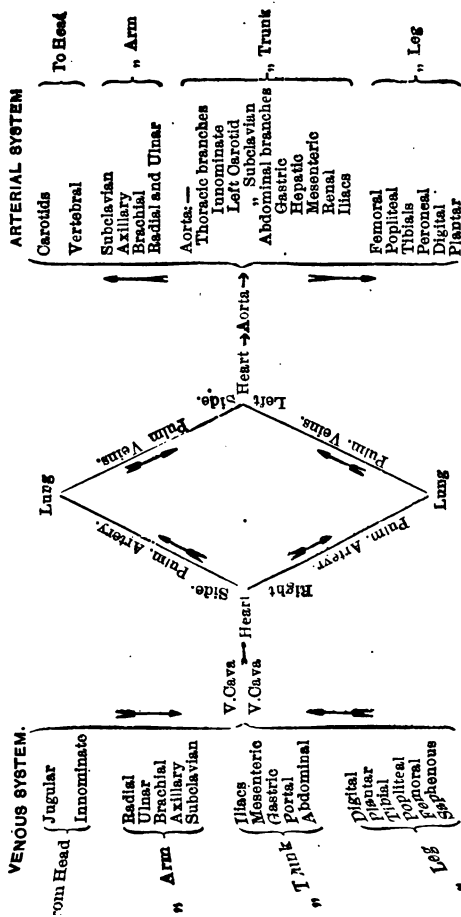 VENOUS SYSTEM.
rom Head
Jugular
Innominate
„ Arm
Radial
Ulnar
Brachial
Axillary
Subclavian
„ Trunk
Iliacs
Mesenteric
Gastric
Portal
Abdominal
„ Leg
Digital
Plantar
Tibial
Popliteal
Femoral
Saphenous
V.Cava
V.Cava
Heart
Right
Side.
Pulm. Artery.
Pulm. Arteyr.
Lung
Lung
Pulm Veins.
Pulm. Veins.
Left
Side.
Heart → Aorta →
ARTERIAL SYSTEM
Carotids
Vertebral
To Head
Subclavian
Axillary
Brachial
Radial and Ulnar
„ Arm
Aorta:—
Thoracic branches
Innominate
Left Carotid
„ Subclavian
Abdominal branches
Gastric
Hepatic
Mesenteric
Renal
Iliacs
„ Trunk
Femoral
Popliteal
Tibials
Peroneal
Digital
Plantar
„ Leg